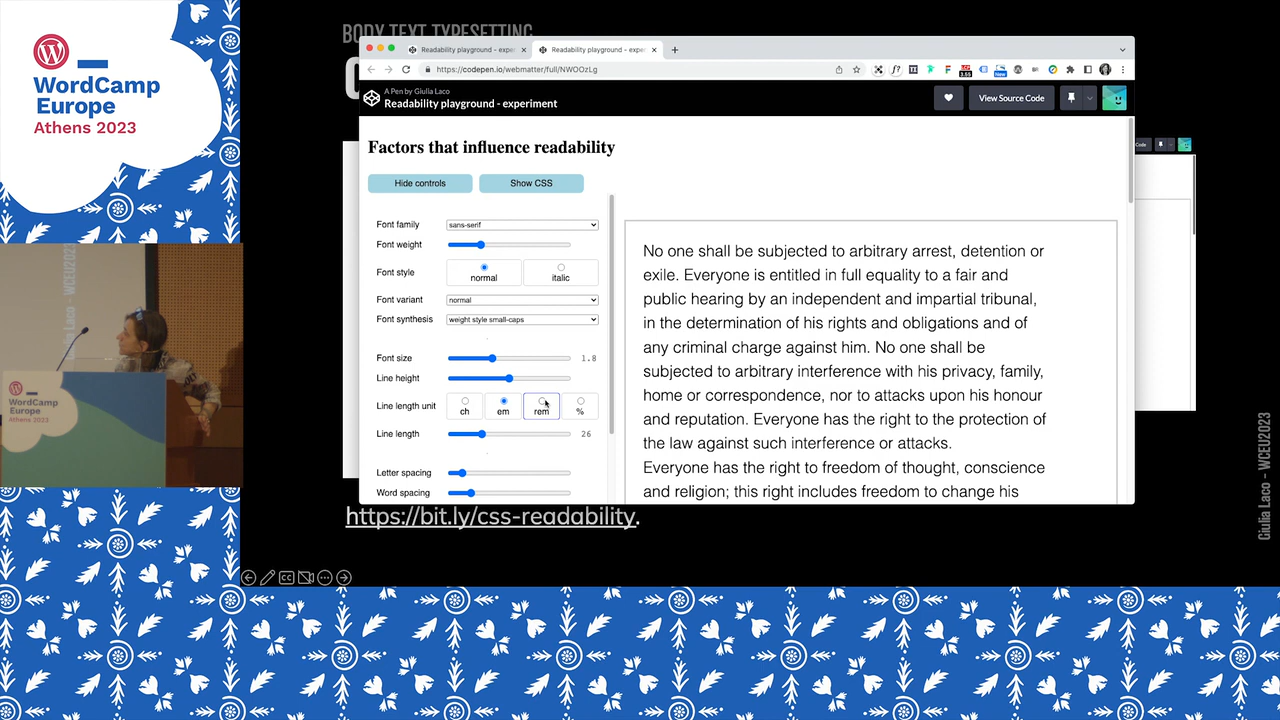 WordCamp
Europe
Athens 2023
BODY TEXT TYPESETTING
C
Readability playground - exper
Readability playground - exper
https://codepen.io/webmatter/full/NWOOzLg
A Pen by Giulia Laco
Readability playground - experiment
View Source Code
Factors that influence readability
Hide controls
Show CSS
Font family
sans-serif
Font weight
Font style
normal
italic
Font variant
normal
Font synthesis
weight style small-caps
Font size
1.8
Line height
Line length unit
ch
em
rem
%
Line length
26
Letter spacing
Word spacing
No one shall be subjected to arbitrary arrest, detention or
exile. Everyone is entitled in full equality to a fair and
public hearing by an independent and impartial tribunal,
in the determination of his rights and obligations and of
any criminal charge against him. No one shall be
subjected to arbitrary interference with his privacy, family,
home or correspondence, nor to attacks upon his honour
and reputation. Everyone has the right to the protection of
the law against such interference or attacks.
Everyone has the right to freedom of thought, conscience
and religion; this right includes freedom to change his
Code
https://bit.ly/css-readability.
Giulia Laco - WCEU2023
Giulia Laco - WCEU2023
WordCamp
Europe
Athens 2023
CC